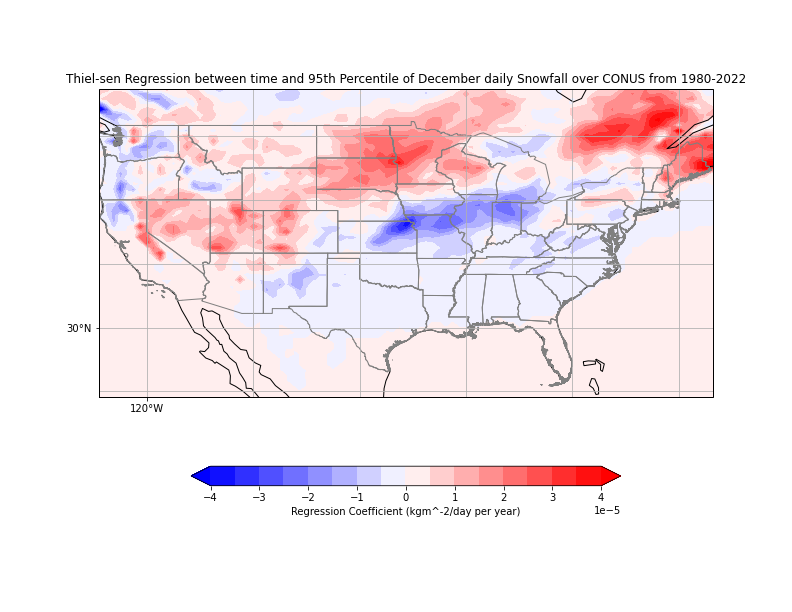 Thiel-sen Regression between time and 95th Percentile of December daily Snowfall over CONUS from 1980-2022
30°N
120°W
−4 −3 −2 −1 0 1 2 3 4
Regression Coefficient (kgm^-2/day per year)
1e−5